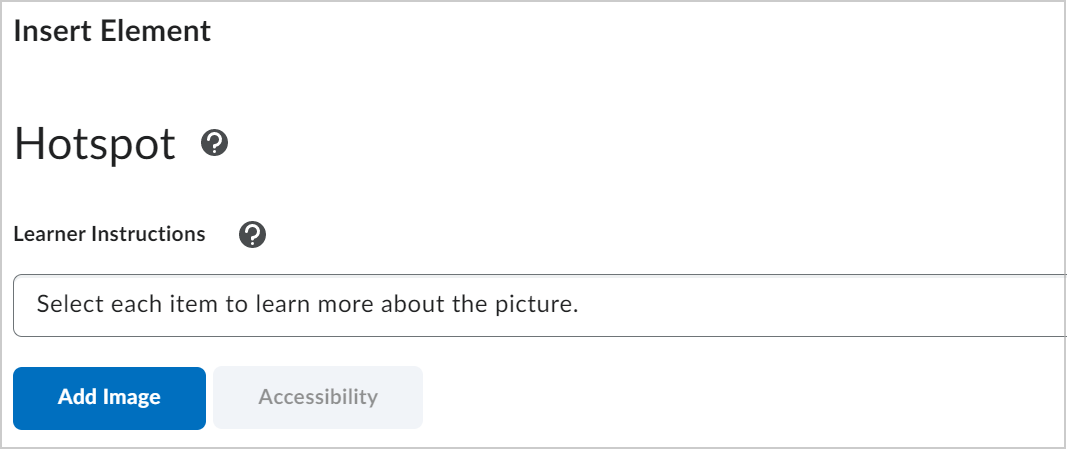 Insert Element
Hotspot
Learner Instructions
Select each item to learn more about the picture.
Add Image Accessibility